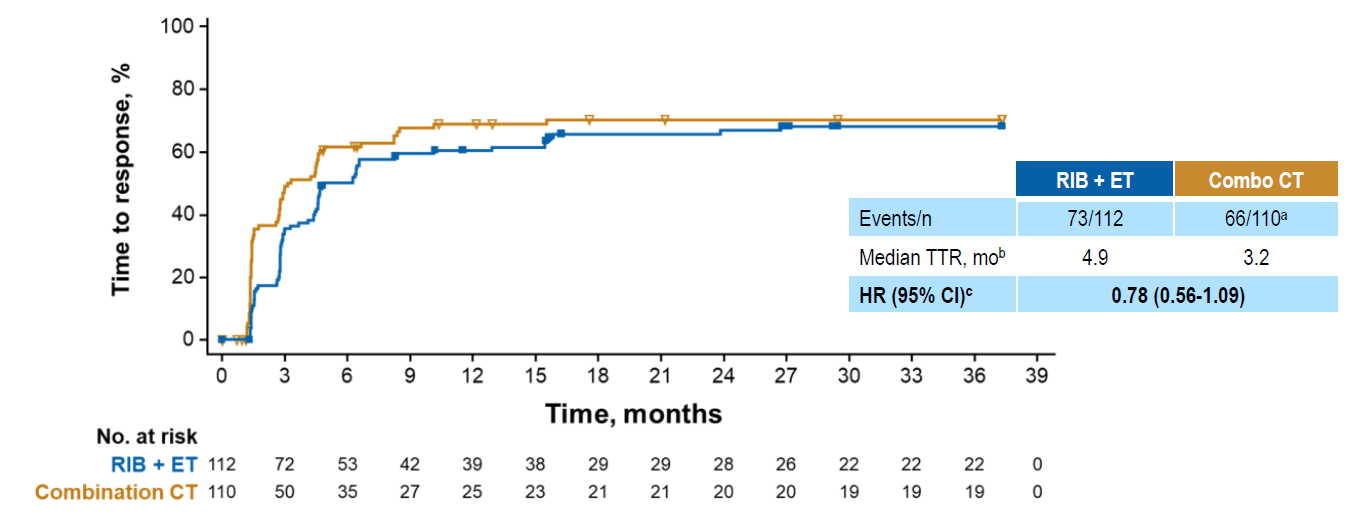 100
80
60
40
20
0
Time to response, %
0 3 6 9 12 15 18 21 24 27 30 33 36 39
Time, months
RIB + ET Combo CT
Events/n 73/112 66/110ᵃ
Median TTR, moᵇ 4.9 3.2
HR (95% CI)ᶜ 0.78 (0.56-1.09)
No. at risk
RIB + ET 112 72 53 42 39 38 29 29 28 26 22 22 22 0
Combination CT 110 50 35 27 25 23 21 21 20 20 19 19 19 0